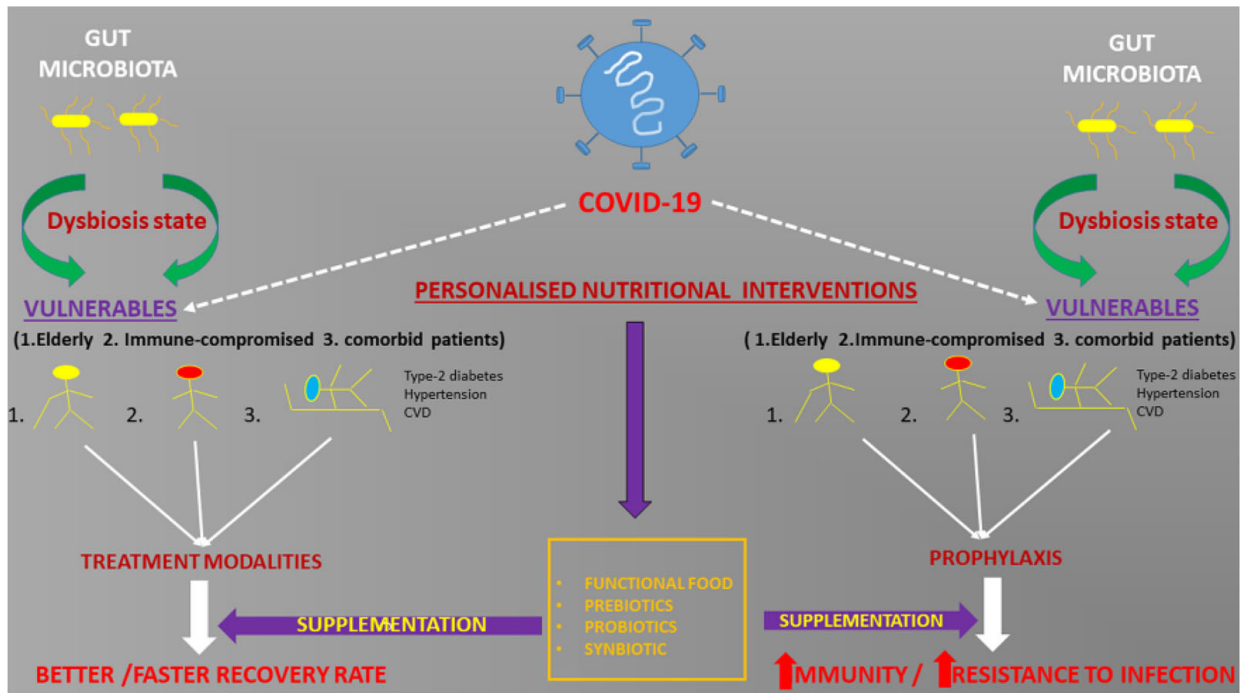 GUT
MICROBIOTA
Dysbiosis state
VULNERABLES
(1.Elderly 2. Immune-compromised 3. comorbid patients)
1.
2.
3.
Type-2 diabetes
Hypertension
CVD
TREATMENT MODALITIES
SUPPLEMENTATION
BETTER /FASTER RECOVERY RATE
COVID-19
PERSONALISED NUTRITIONAL INTERVENTIONS
• FUNCTIONAL FOOD
• PREBIOTICS
• PROBIOTICS
• SYNBIOTIC
GUT
MICROBIOTA
Dysbiosis state
VULNERABLES
( 1.Elderly 2.Immune-compromised 3. comorbid patients)
1.
2.
3.
Type-2 diabetes
Hypertension
CVD
PROPHYLAXIS
SUPPLEMENTATION
MMUNITY / RESISTANCE TO INFECTION